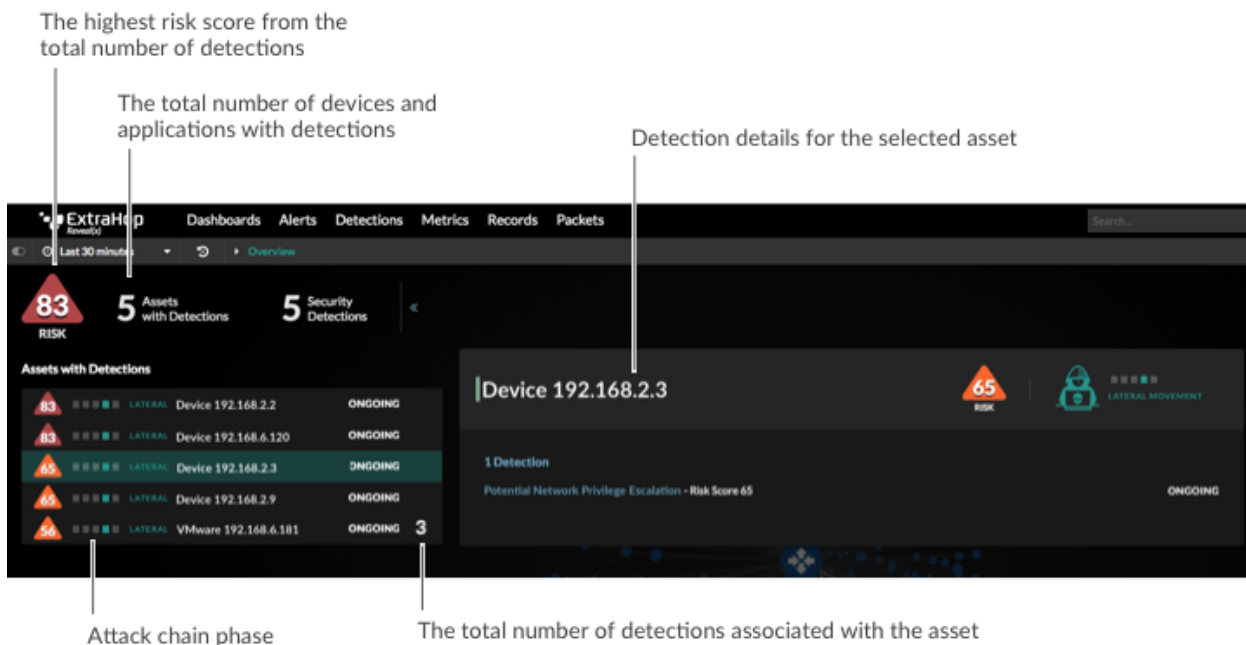 The highest risk score from the
total number of detections
The total number of devices and
applications with detections
Detection details for the selected asset
ExtraHop
Reveal(x)
Dashboards Alerts Detections Metrics Records Packets
Search...
Last 30 minutes
Overview
83
RISK
5 Assets
with Detections
5 Security
Detections
Assets with Detections
83 LATERAL Device 192.168.2.2 ONGOING
83 LATERAL Device 192.168.6.120 ONGOING
65 LATERAL Device 192.168.2.3 ONGOING
65 LATERAL Device 192.168.2.9 ONGOING
56 LATERAL VMware 192.168.6.181 ONGOING 3
Device 192.168.2.3
65
RISK
LATERAL MOVEMENT
1 Detection
Potential Network Privilege Escalation - Risk Score 65 ONGOING
Attack chain phase
The total number of detections associated with the asset